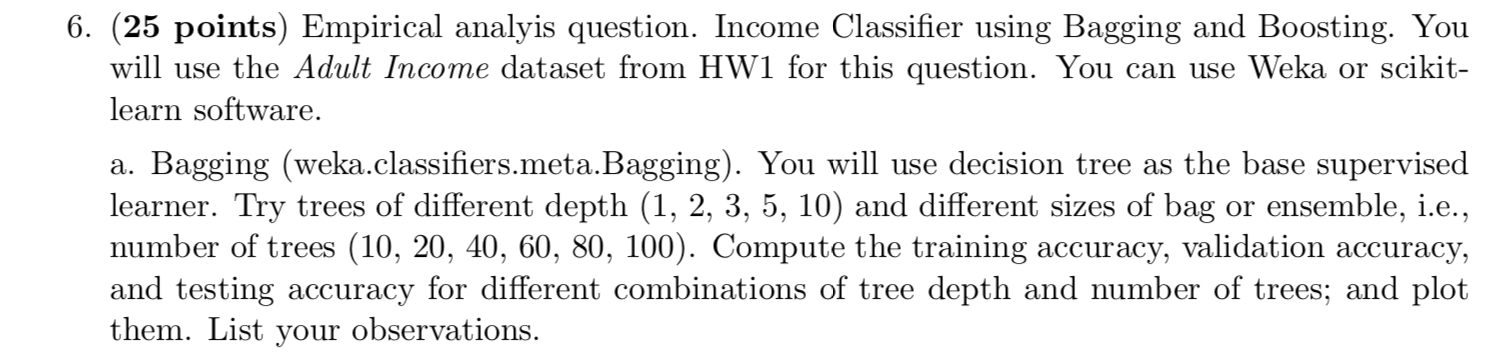 6. (25 points) Empirical analyis question. Income Classifier using Bagging and Boosting. You
will use the Adult Income dataset from HW1 for this question. You can use Weka or scikit-
learn software.
a. Bagging (weka.classifiers.meta.Bagging). You will use decision tree as the base supervised
learner. Try trees of different depth (1, 2, 3, 5, 10) and different sizes of bag or ensemble, i.e.,
number of trees (10, 20, 40, 60, 80, 100). Compute the training accuracy, validation accuracy,
and testing accuracy for different combinations of tree depth and number of trees; and plot
them. List your observations.